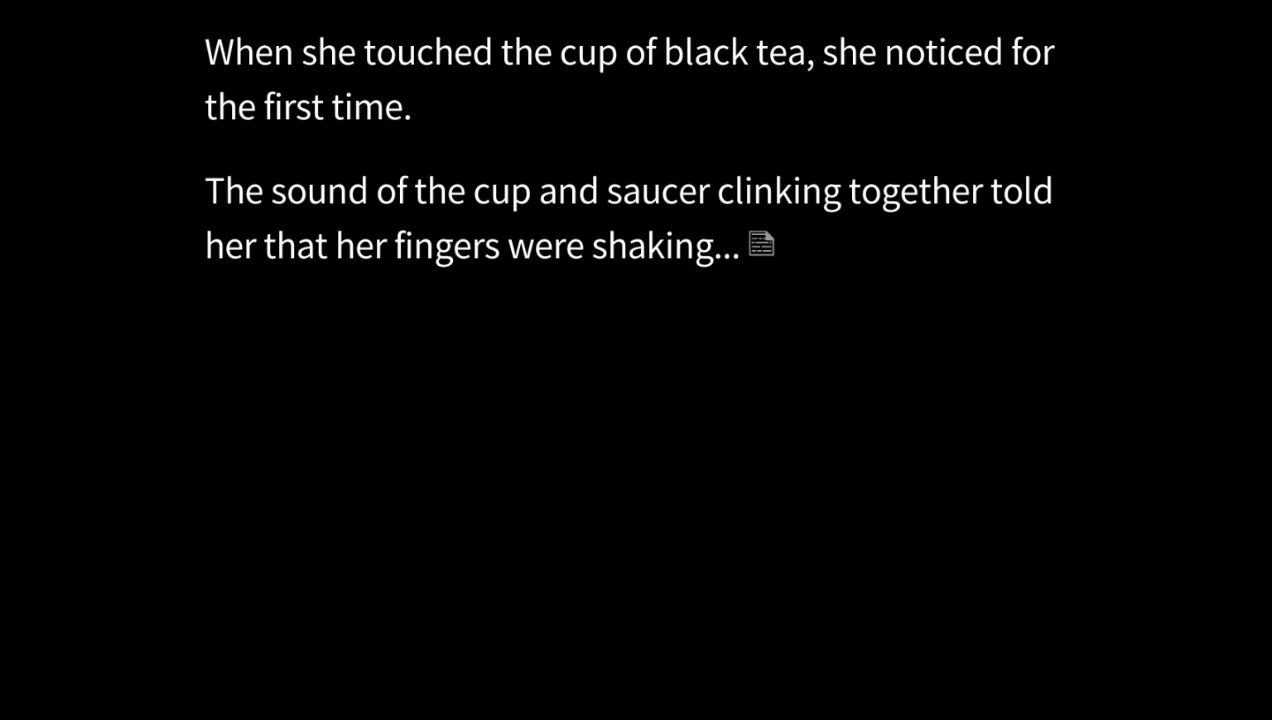 When she touched the cup of black tea, she noticed for
the first time.
The sound of the cup and saucer clinking together told
her that her fingers were shaking...